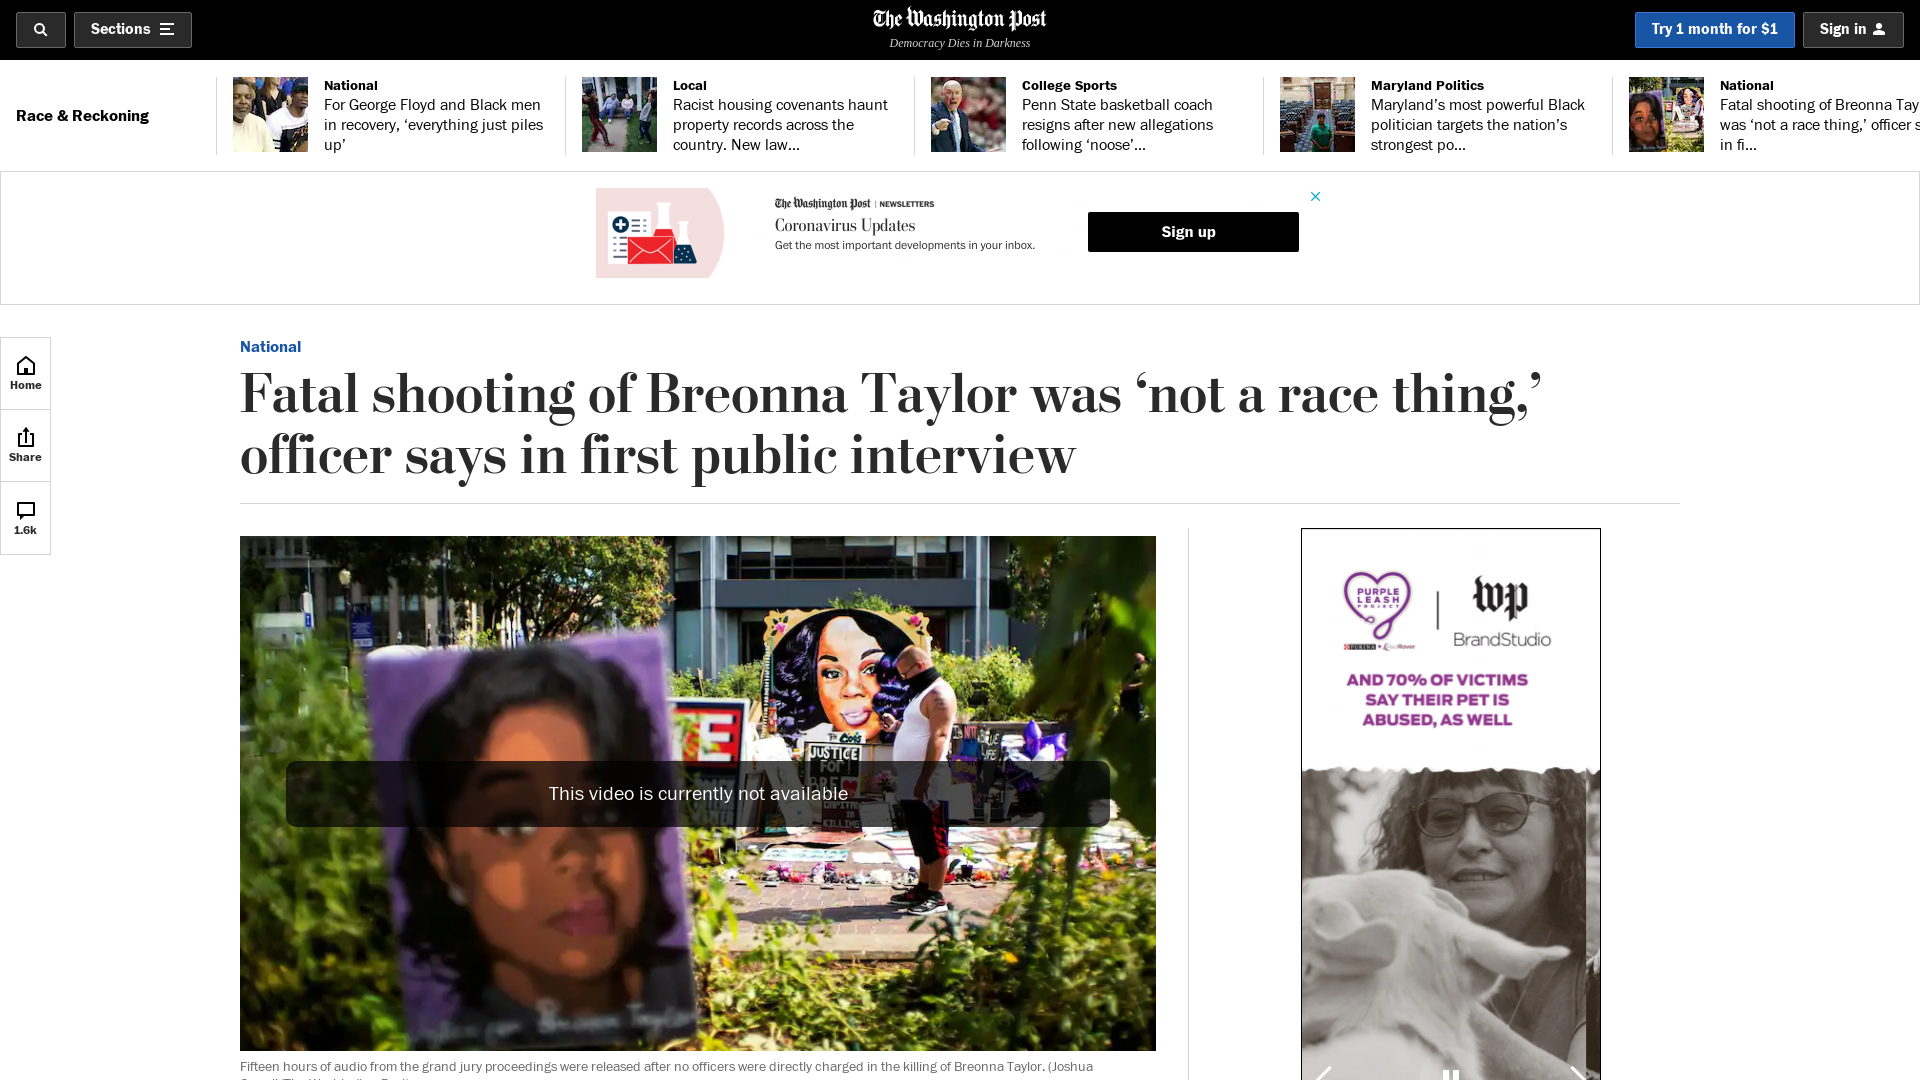 Sections
The Washington Post
Democracy Dies in Darkness
Try 1 month for $1
Sign in
Race & Reckoning
National
For George Floyd and Black men
in recovery, ‘everything just piles
up’
Local
Racist housing covenants haunt
property records across the
country. New law...
College Sports
Penn State basketball coach
resigns after new allegations
following ‘noose’...
Maryland Politics
Maryland’s most powerful Black
politician targets the nation’s
strongest po...
National
Fatal shooting of Breonna Tay
was ‘not a race thing,’ officer s
in fi...
The Washington Post | NEWSLETTERS
Coronavirus Updates
Get the most important developments in your inbox.
Sign up
Home
Share
1.6k
National
Fatal shooting of Breonna Taylor was ‘not a race thing,’
officer says in first public interview
JUSTICE
FOR
This video is currently not available
IS
KILLING
Breonna Taylor
Fifteen hours of audio from the grand jury proceedings were released after no officers were directly charged in the killing of Breonna Taylor. (Joshua
PURPLE
LEASH
PROJECT
PURINA
wp
BrandStudio
AND 70% OF VICTIMS
SAY THEIR PET IS
ABUSED, AS WELL